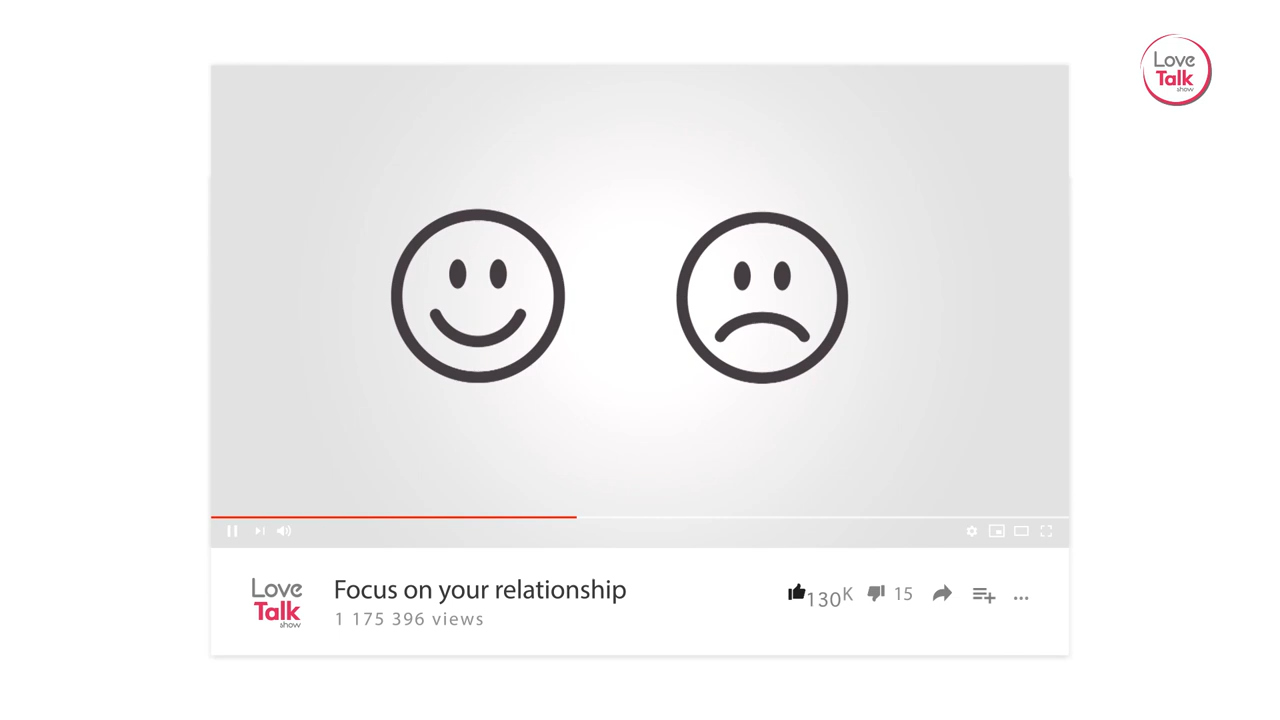 Love
Talk
show
Love
Talk
show
Focus on your relationship
1 175 396 views
130K
15